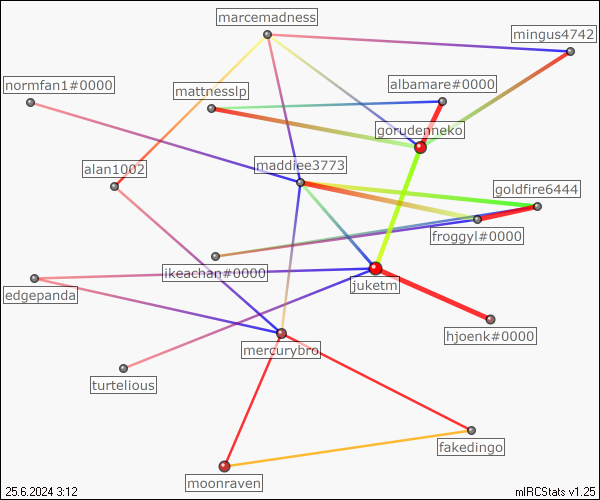 marcemadness
mingus4742
normfan1#0000
mattnesslp
albamare#0000
gorudenneko
alan1002
maddiee3773
goldfire6444
froggyl#0000
ikeachan#0000
edgepanda
juketm
hjoenk#0000
mercurybro
turtelious
fakedingo
moonraven
25.6.2024 3:12
mIRCStats v1.25